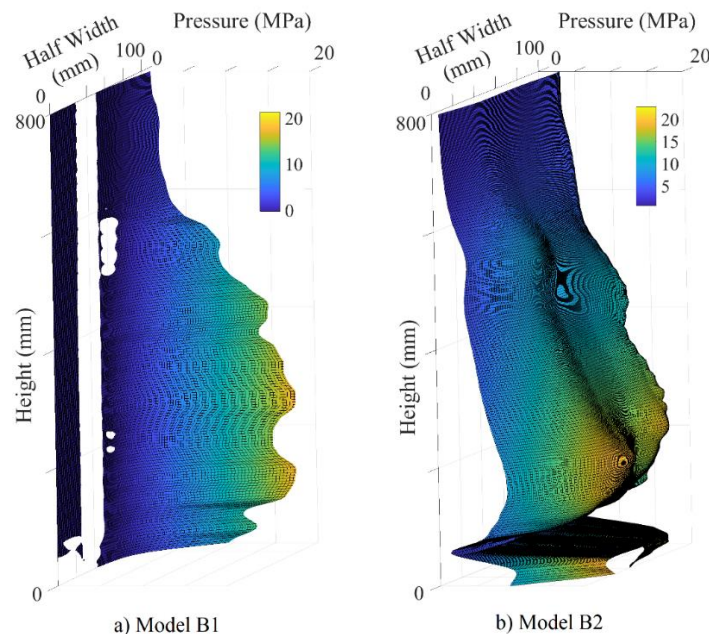 Half Width
(mm)
Pressure (MPa)
0
100
0
20
800
20
10
0
Height (mm)
0
a) Model B1
Half Width
(mm)
Pressure (MPa)
0
100
0
20
800
20
15
10
5
Height (mm)
0
b) Model B2